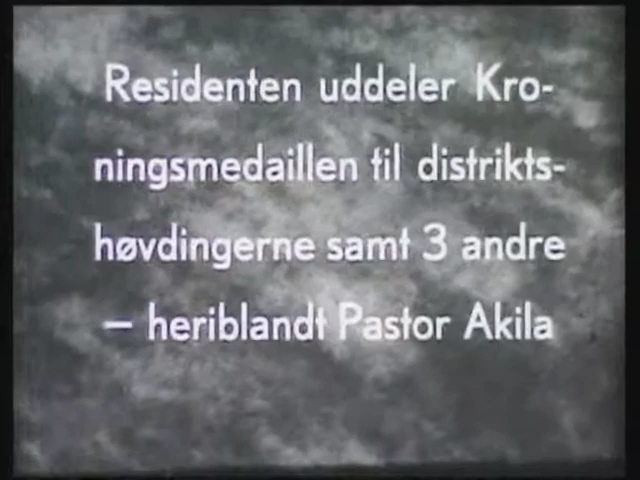 Residenten uddeler Kro-
ningsmedaillen til distrikts-
høvdingerne samt 3 andre
– heriblandt Pastor Akila